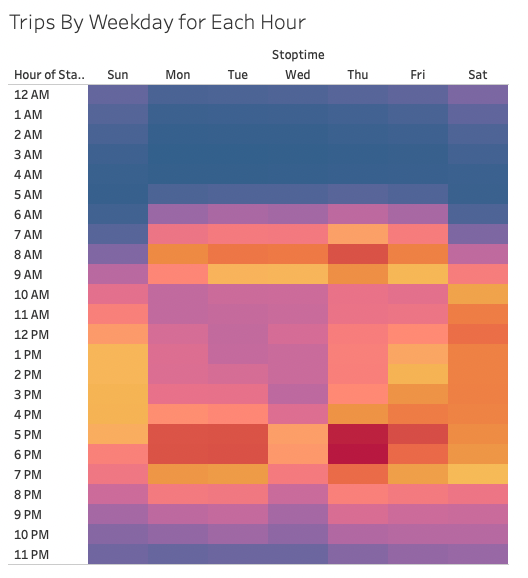 Trips By Weekday for Each Hour
Stoptime
Hour of Sta.. Sun Mon Tue Wed Thu Fri Sat
12 AM
1 AM
2 AM
3 AM
4 AM
5 AM
6 AM
7 AM
8 AM
9 AM
10 AM
11 AM
12 PM
1 PM
2 PM
3 PM
4 PM
5 PM
6 PM
7 PM
8 PM
9 PM
10 PM
11 PM